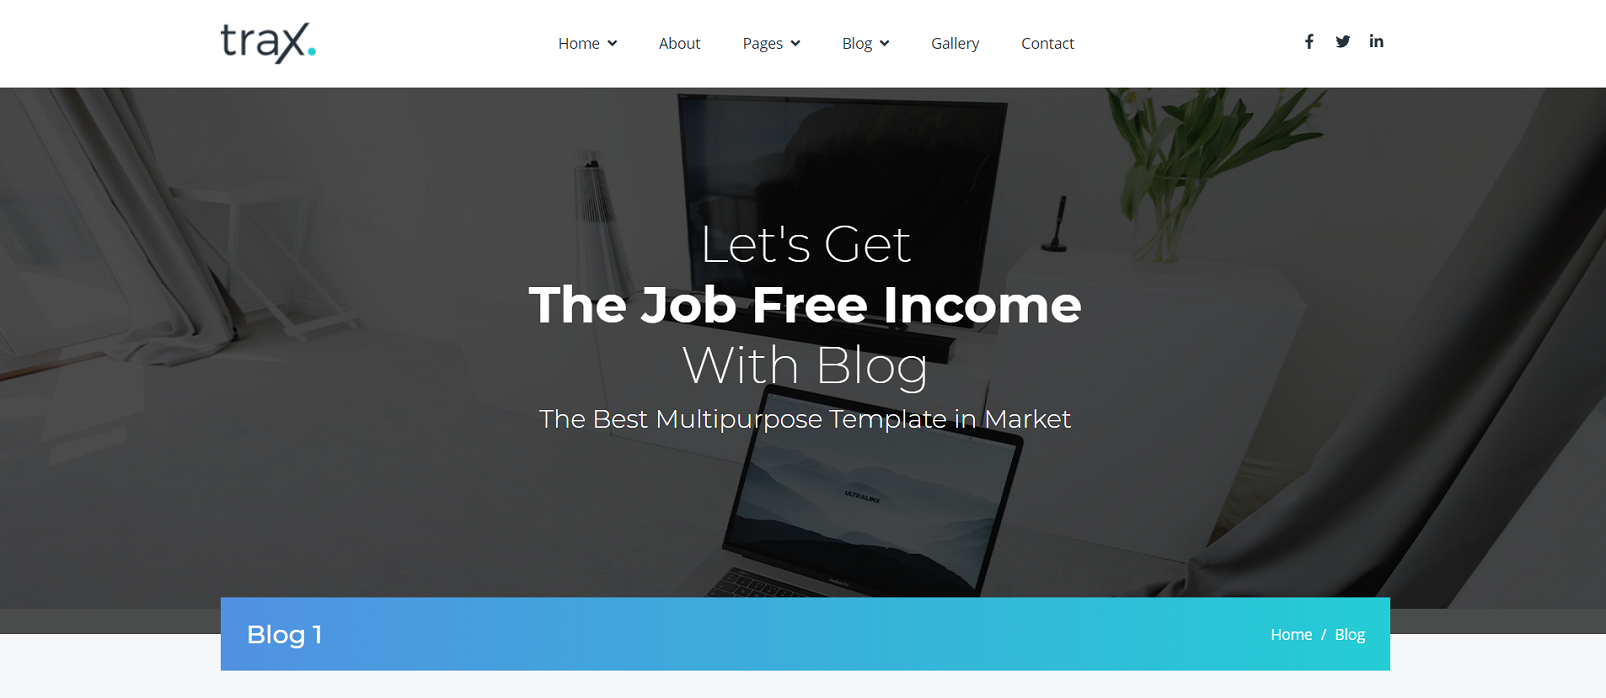 trax.
Home About Pages Blog Gallery Contact
Let's Get
The Job Free Income
With Blog
The Best Multipurpose Template in Market
ULTRALINX
Blog 1
Home / Blog